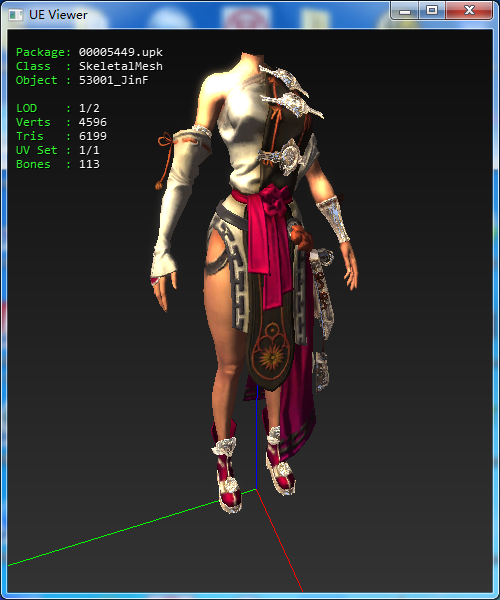 UE Viewer
Package: 00005449.upk
Class : SkeletalMesh
Object : 53001_JinF
LOD : 1/2
Verts : 4596
Tris : 6199
UV Set : 1/1
Bones : 113